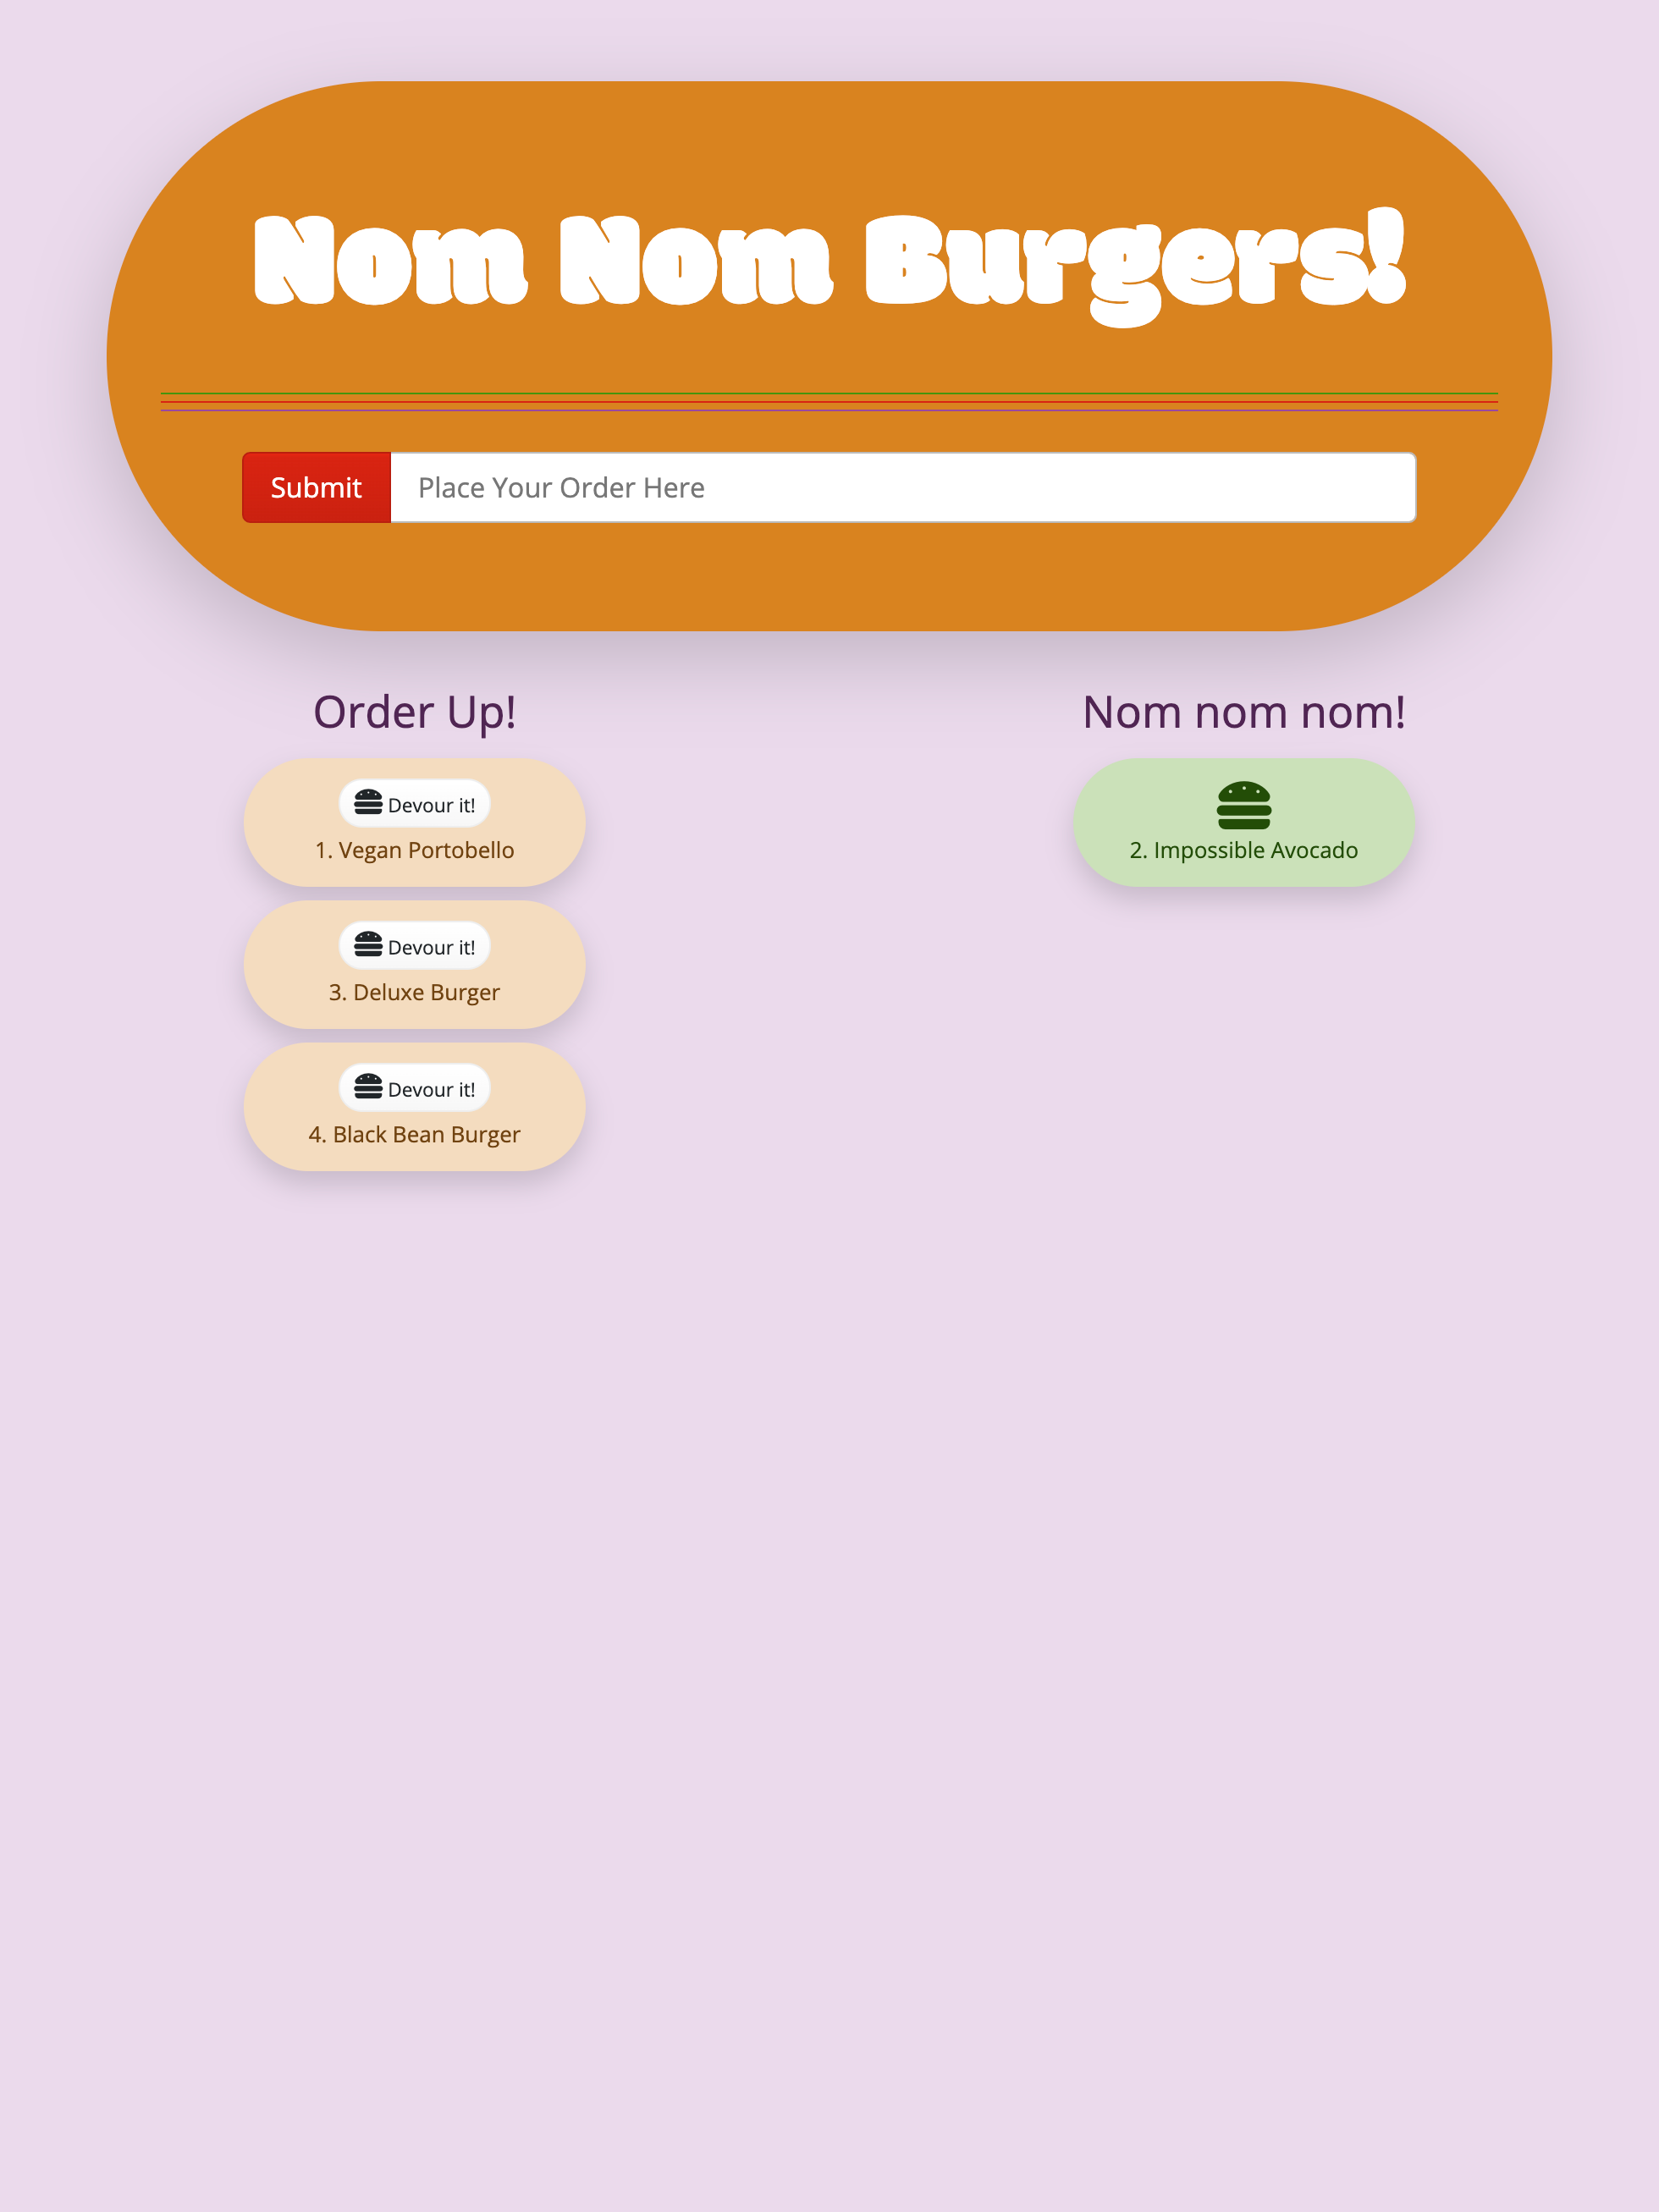 Nom Nom Burgers!
Submit
Place Your Order Here
Order Up!
Devour it!
1. Vegan Portobello
Devour it!
3. Deluxe Burger
Devour it!
4. Black Bean Burger
Nom nom nom!
2. Impossible Avocado